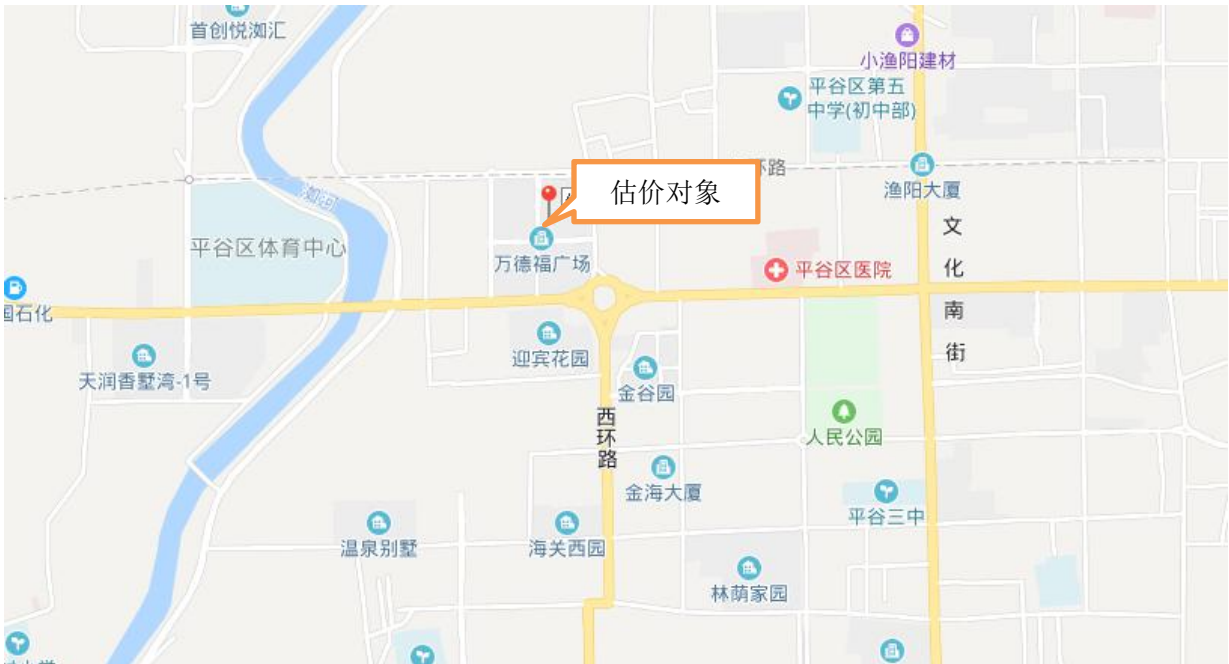 首创悦洳汇
小渔阳建材
平谷区第五
中学(初中部)
环路
渔阳大厦
估价对象
洳河
平谷区体育中心
万德福广场
平谷区医院
文
化
南
街
国石化
迎宾花园
天润香墅湾-1号
金谷园
西
环
路
人民公园
金海大厦
平谷三中
温泉别墅
海关西园
林荫家园